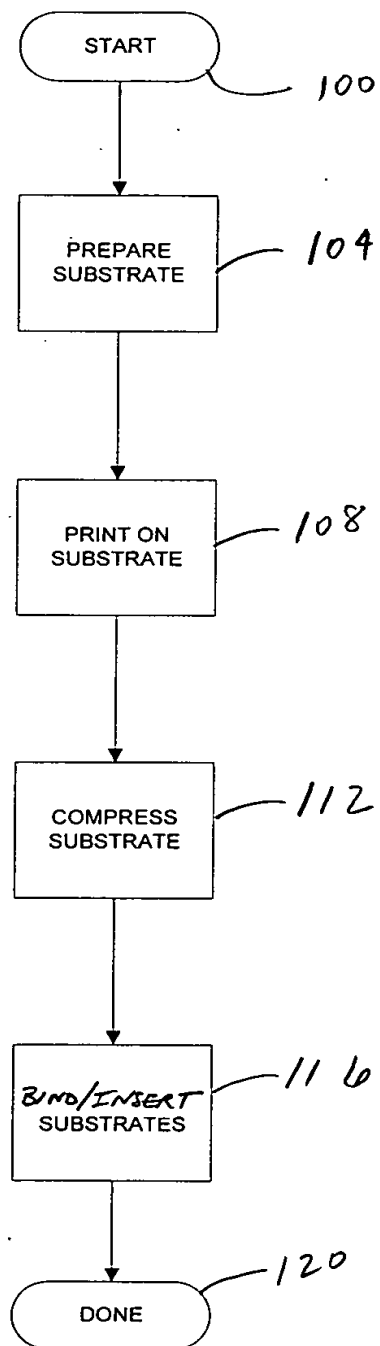 START
100
PREPARE
SUBSTRATE
104
PRINT ON
SUBSTRATE
108
COMPRESS
SUBSTRATE
112
BIND/INSERT
SUBSTRATES
116
DONE
120